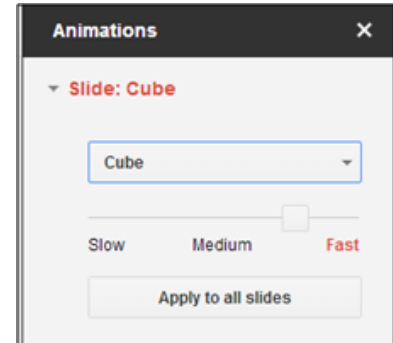 Animations ×
Slide: Cube
Cube
Slow Medium Fast
Apply to all slides